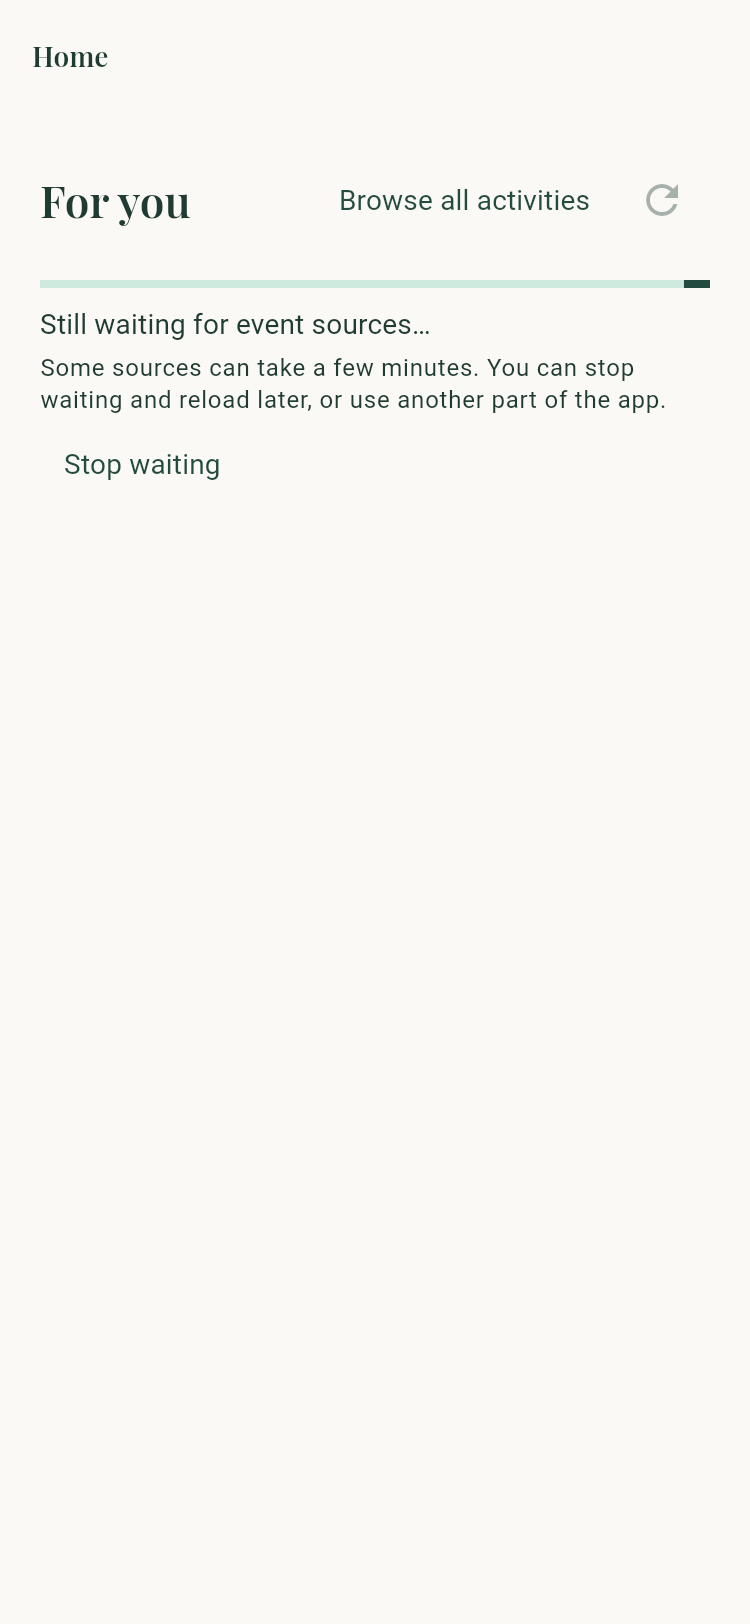 Home
For you
Browse all activities
Still waiting for event sources…
Some sources can take a few minutes. You can stop
waiting and reload later, or use another part of the app.
Stop waiting